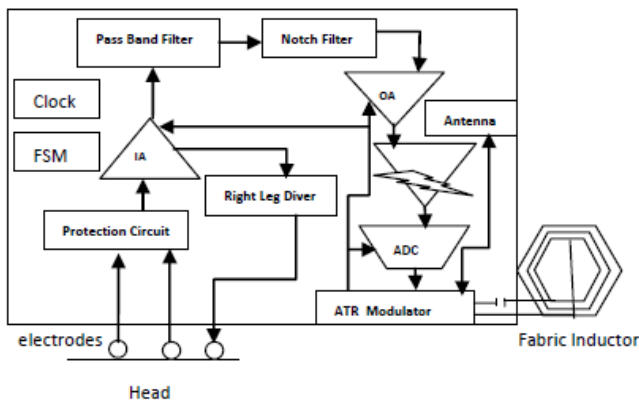 Pass Band Filter
Notch Filter
OA
Clock
Antenna
FSM
IA
Right Leg Diver
Protection Circuit
ADC
ATR Modulator
electrodes
Fabric Inductor
Head